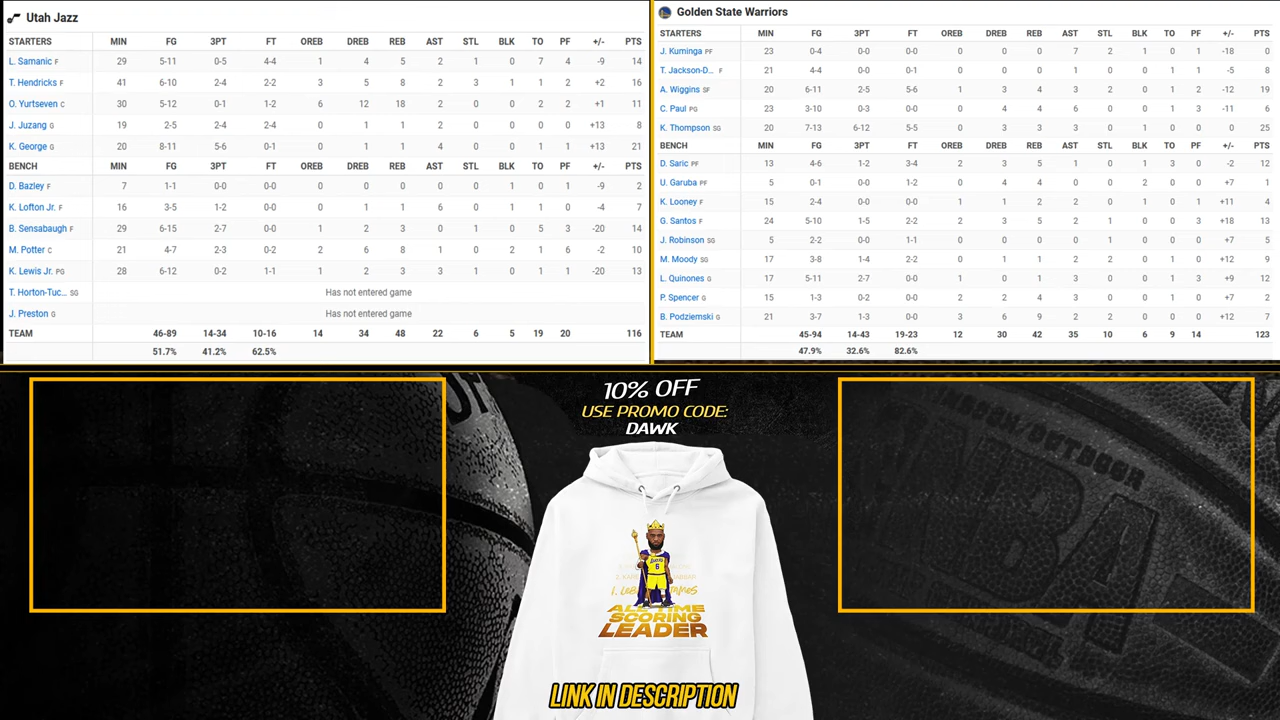 Utah Jazz
STARTERS MIN FG 3PT FT OREB DREB REB AST STL BLK TO PF +/- PTS
L. Samanic F 29 5-11 0-5 4-4 1 4 5 2 1 0 7 4 -9 14
T. Hendricks F 41 6-10 2-4 2-2 3 5 8 2 3 1 1 2 +2 16
O. Yurtseven C 30 5-12 0-1 1-2 6 12 18 2 0 0 2 2 +1 11
J. Juzang G 19 2-5 2-4 2-4 0 1 1 2 0 0 0 0 +13 8
K. George G 20 8-11 5-6 0-1 0 1 1 4 0 0 1 1 +13 21
BENCH MIN FG 3PT FT OREB DREB REB AST STL BLK TO PF +/- PTS
D. Bazley F 7 1-1 0-0 0-0 0 0 0 0 0 1 0 1 -9 2
K. Lofton Jr. F 16 3-5 1-2 0-0 0 1 1 6 0 1 1 0 -4 7
B. Sensabaugh F 29 6-15 2-7 0-0 1 2 3 0 1 0 5 3 -20 14
M. Potter C 21 4-7 2-3 0-2 2 6 8 1 0 2 1 6 -2 10
K. Lewis Jr. PG 28 6-12 0-2 1-1 1 2 3 3 1 0 1 1 -20 13
T. Horton-Tuc... SG Has not entered game
J. Preston G Has not entered game
TEAM 46-89 14-34 10-16 14 34 48 22 6 5 19 20 116
51.7% 41.2% 62.5%
Golden State Warriors
STARTERS MIN FG 3PT FT OREB DREB REB AST STL BLK TO PF +/- PTS
J. Kuminga PF 23 0-4 0-0 0-0 0 0 0 7 2 1 0 1 -18 0
T. Jackson-D... F 21 4-4 0-0 0-1 0 1 1 1 0 0 1 1 -5 8
A. Wiggins SF 20 6-11 2-5 5-6 1 3 4 3 2 0 1 2 -12 19
C. Paul PG 23 3-10 0-3 0-0 0 4 4 6 0 0 1 3 -11 6
K. Thompson SG 20 7-13 6-12 5-5 0 3 3 3 0 1 0 0 25
BENCH MIN FG 3PT FT OREB DREB REB AST STL BLK TO PF +/- PTS
D. Saric PF 13 4-6 1-2 3-4 2 3 5 1 0 1 3 0 -2 12
U. Garuba PF 5 0-1 0-0 1-2 0 4 4 0 0 2 0 0 +7 1
K. Looney F 15 2-4 0-0 0-0 1 1 2 2 0 1 0 1 +11 4
G. Santos F 24 5-10 1-5 2-2 2 3 5 2 1 0 3 3 +18 13
J. Robinson SG 5 2-2 0-0 1-1 0 0 0 0 1 0 0 0 +7 5
M. Moody SG 17 3-8 1-4 2-2 0 1 1 2 2 0 0 0 +12 9
L. Quinones G 17 5-11 2-7 0-0 1 0 1 3 1 0 1 3 +9 12
P. Spencer G 15 1-3 0-2 0-0 2 2 4 3 0 0 1 0 +7 2
B. Podziemski G 21 3-7 1-3 0-0 3 6 9 2 1 0 0 0 +12 7
TEAM 45-94 14-43 19-23 12 30 42 35 10 6 9 14 123
47.9% 32.6% 82.6%
10% OFF
USE PROMO CODE:
DAWK
ALL TIME
SCORING
LEADER
LINK IN DESCRIPTION